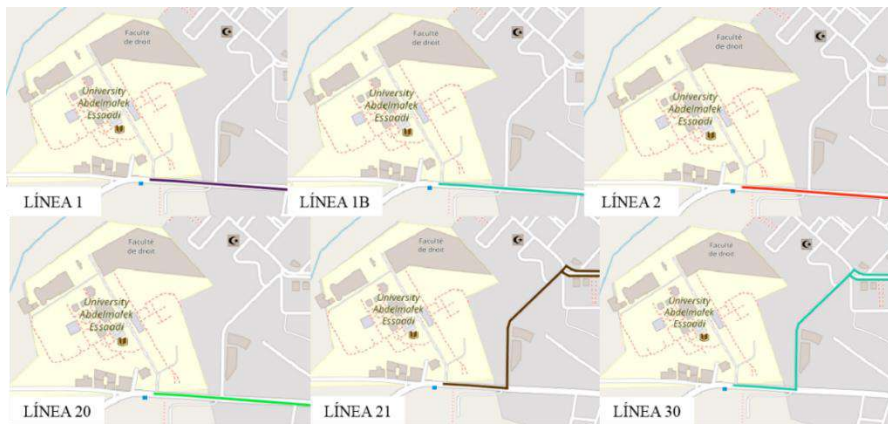 Faculté
de droit
University
Abdelmalek
Essaadi
LÍNEA 1
Faculté
de droit
University
Abdelmalek
Essaadi
LÍNEA 1B
Faculté
de droit
University
Abdelmalek
Essaadi
LÍNEA 2
Faculté
de droit
University
Abdelmalek
Essaadi
LÍNEA 20
Faculté
de droit
University
Abdelmalek
Essaadi
LÍNEA 21
Faculté
de droit
University
Abdelmalek
Essaadi
LÍNEA 30